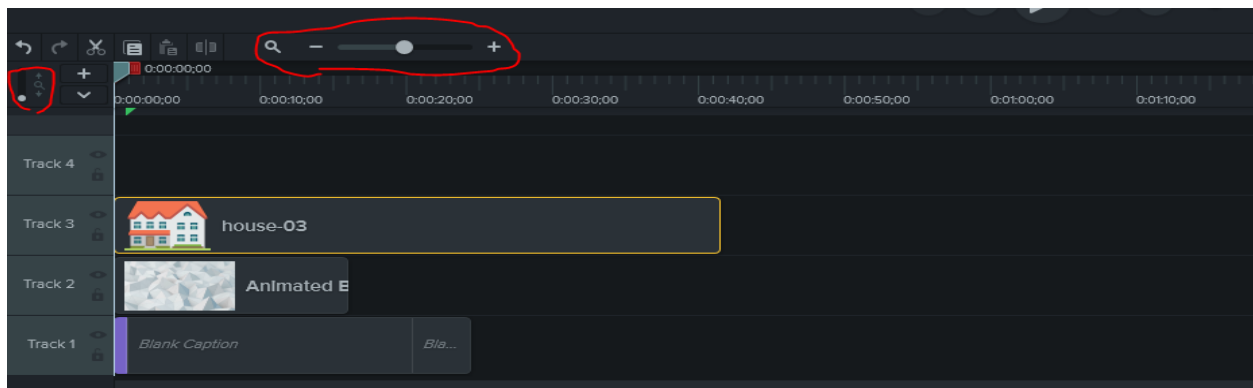 0:00:00;00
0:00:00;00 0:00:10;00 0:00:20;00 0:00:30;00 0:00:40;00 0:00:50;00 0:01:00;00 0:01:10;00
Track 4
Track 3 house-03
Track 2 Animated B
Track 1 Blank Caption Bla...